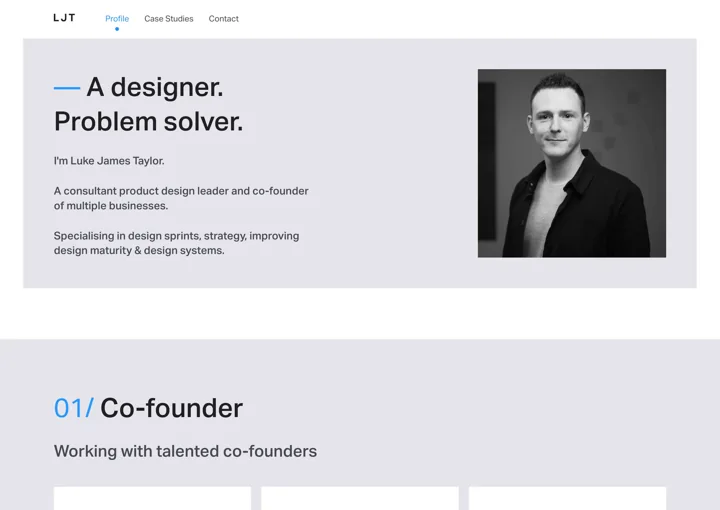 LJT
Profile
Case Studies
Contact
— A designer.
Problem solver.
I'm Luke James Taylor.
A consultant product design leader and co-founder
of multiple businesses.
Specialising in design sprints, strategy, improving
design maturity & design systems.
01/ Co-founder
Working with talented co-founders